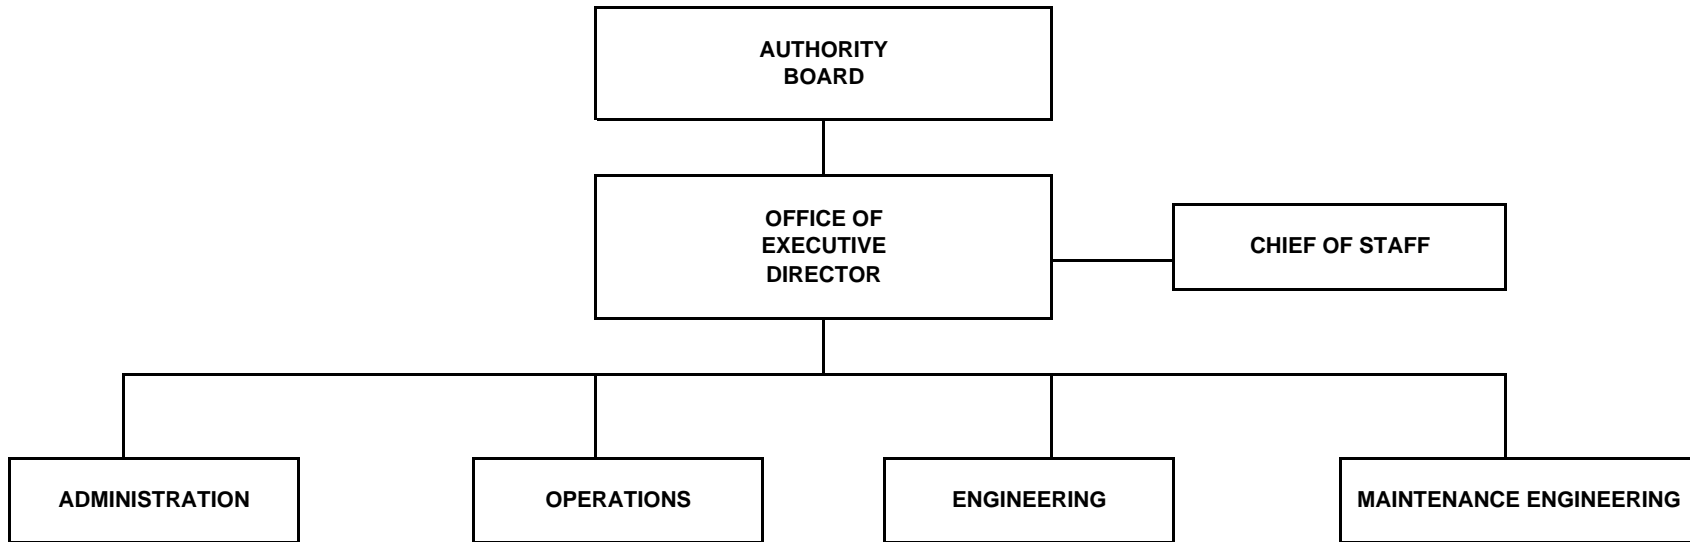 AUTHORITY
BOARD
OFFICE OF
EXECUTIVE
DIRECTOR
CHIEF OF STAFF
ADMINISTRATION
OPERATIONS
ENGINEERING
MAINTENANCE ENGINEERING